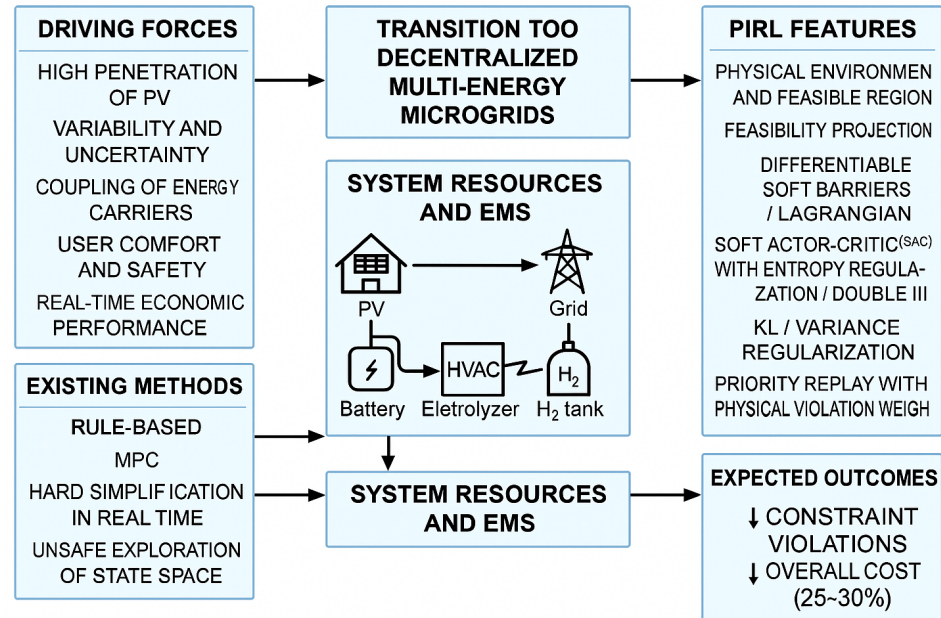 DRIVING FORCES
HIGH PENETRATION
OF PV
VARIABILITY AND
UNCERTAINTY
COUPLING OF ENERGY
CARRIERS
USER COMFORT
AND SAFETY
REAL-TIME ECONOMIC
PERFORMANCE
EXISTING METHODS
RULE-BASED
MPC
HARD SIMPLIFICATION
IN REAL TIME
UNSAFE EXPLORATION
OF STATE SPACE
TRANSITION TOO
DECENTRALIZED
MULTI-ENERGY
MICROGRIDS
SYSTEM RESOURCES
AND EMS
PV
Grid
HVAC
H₂
Battery
Eletrolyzer
H₂ tank
SYSTEM RESOURCES
AND EMS
PIRL FEATURES
PHYSICAL ENVIRONMEN
AND FEASIBLE REGION
FEASIBILITY PROJECTION
DIFFERENTIABLE
SOFT BARRIERS
/ LAGRANGIAN
SOFT ACTOR-CRITIC(SAC)
WITH ENTROPY REGULA-
ZATION / DOUBLE III
KL / VARIANCE
REGULARIZATION
PRIORITY REPLAY WITH
PHYSICAL VIOLATION WEIGH
EXPECTED OUTCOMES
↓ CONSTRAINT
VIOLATIONS
↓ OVERALL COST
(25~30%)